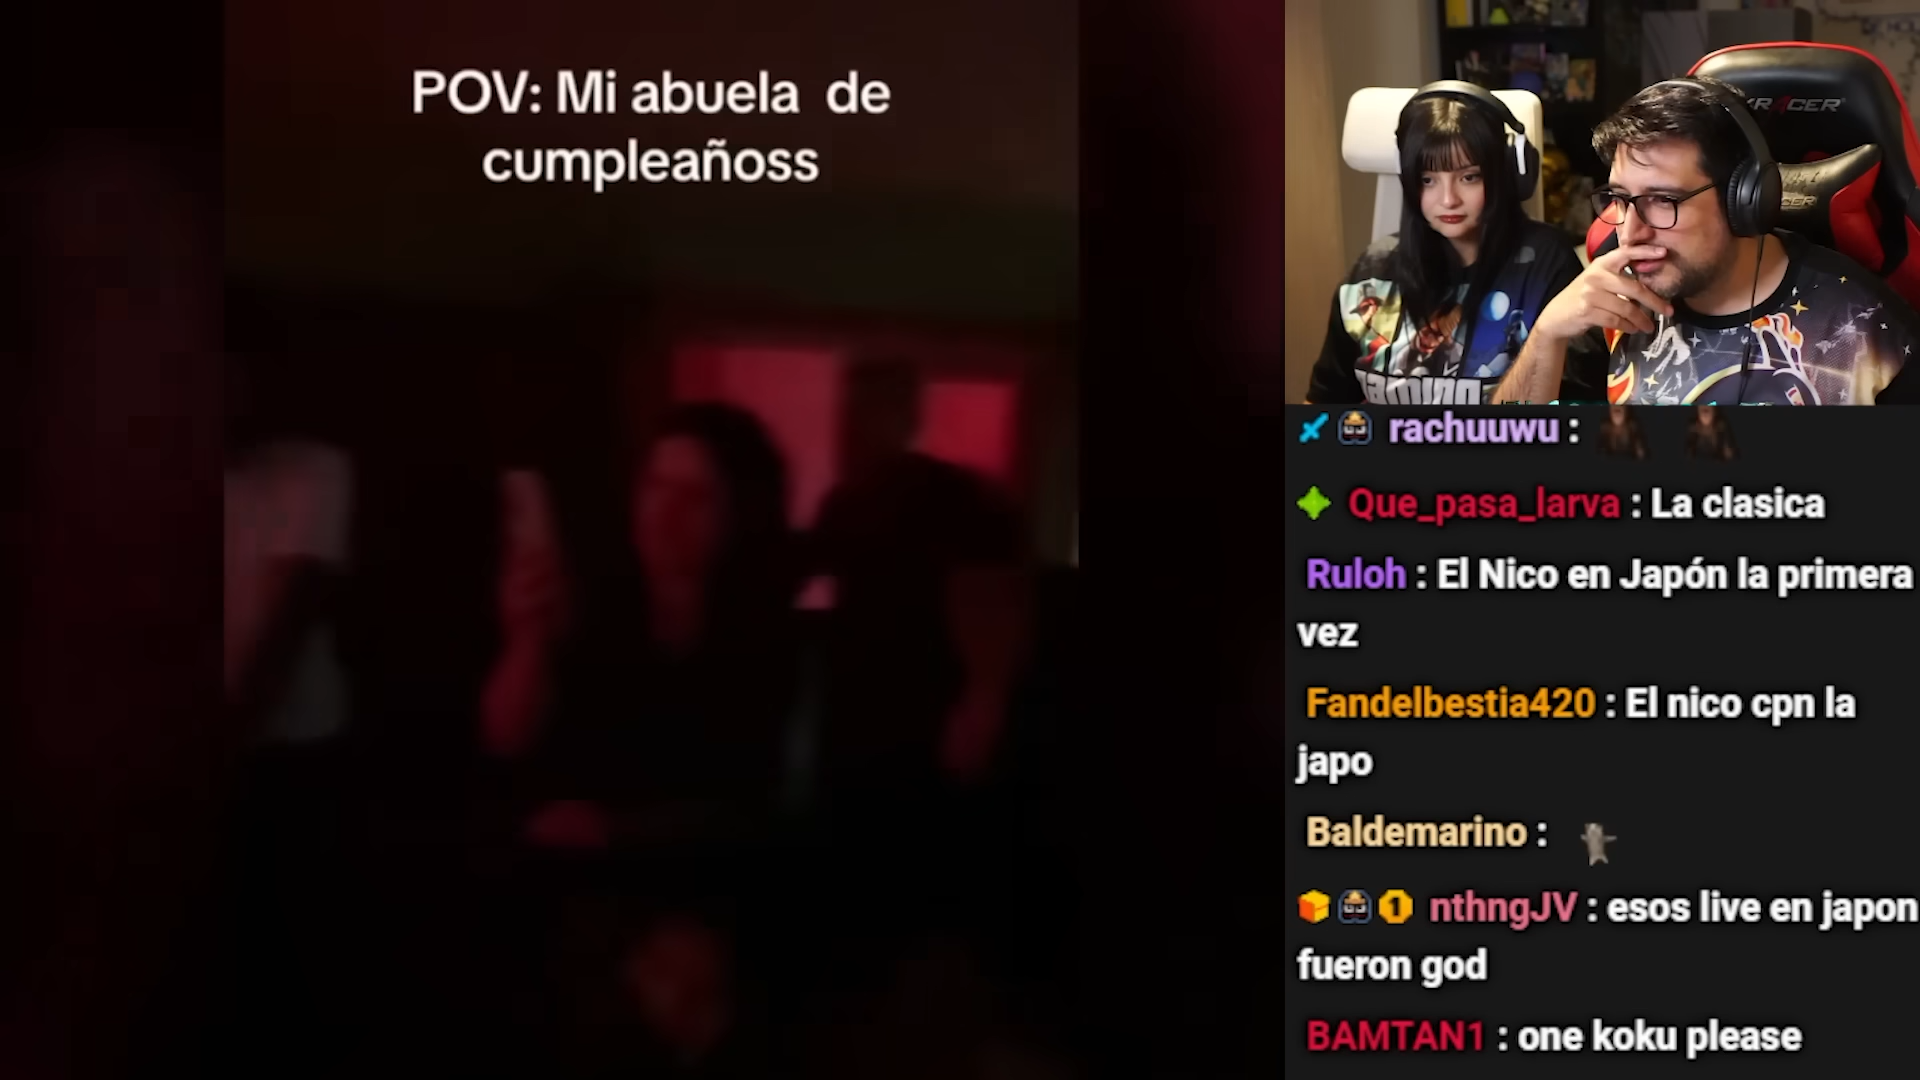 POV: Mi abuela de
cumpleañoss
rachuuwu :
Que_pasa_larva : La clasica
Ruloh : El Nico en Japón la primera
vez
Fandelbestia420 : El nico cpn la
japo
Baldemarino :
nthngJV : esos live en japon
fueron god
BAMTAN1 : one koku please